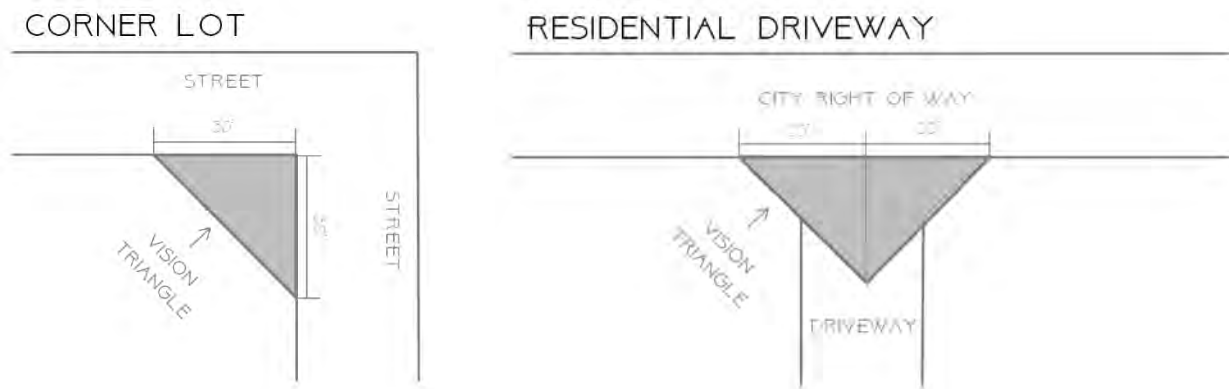 CORNER LOT
STREET
30'
STREET
VISION
TRIANGLE
RESIDENTIAL DRIVEWAY
CITY RIGHT OF WAY
VISION
TRIANGLE
DRIVEWAY